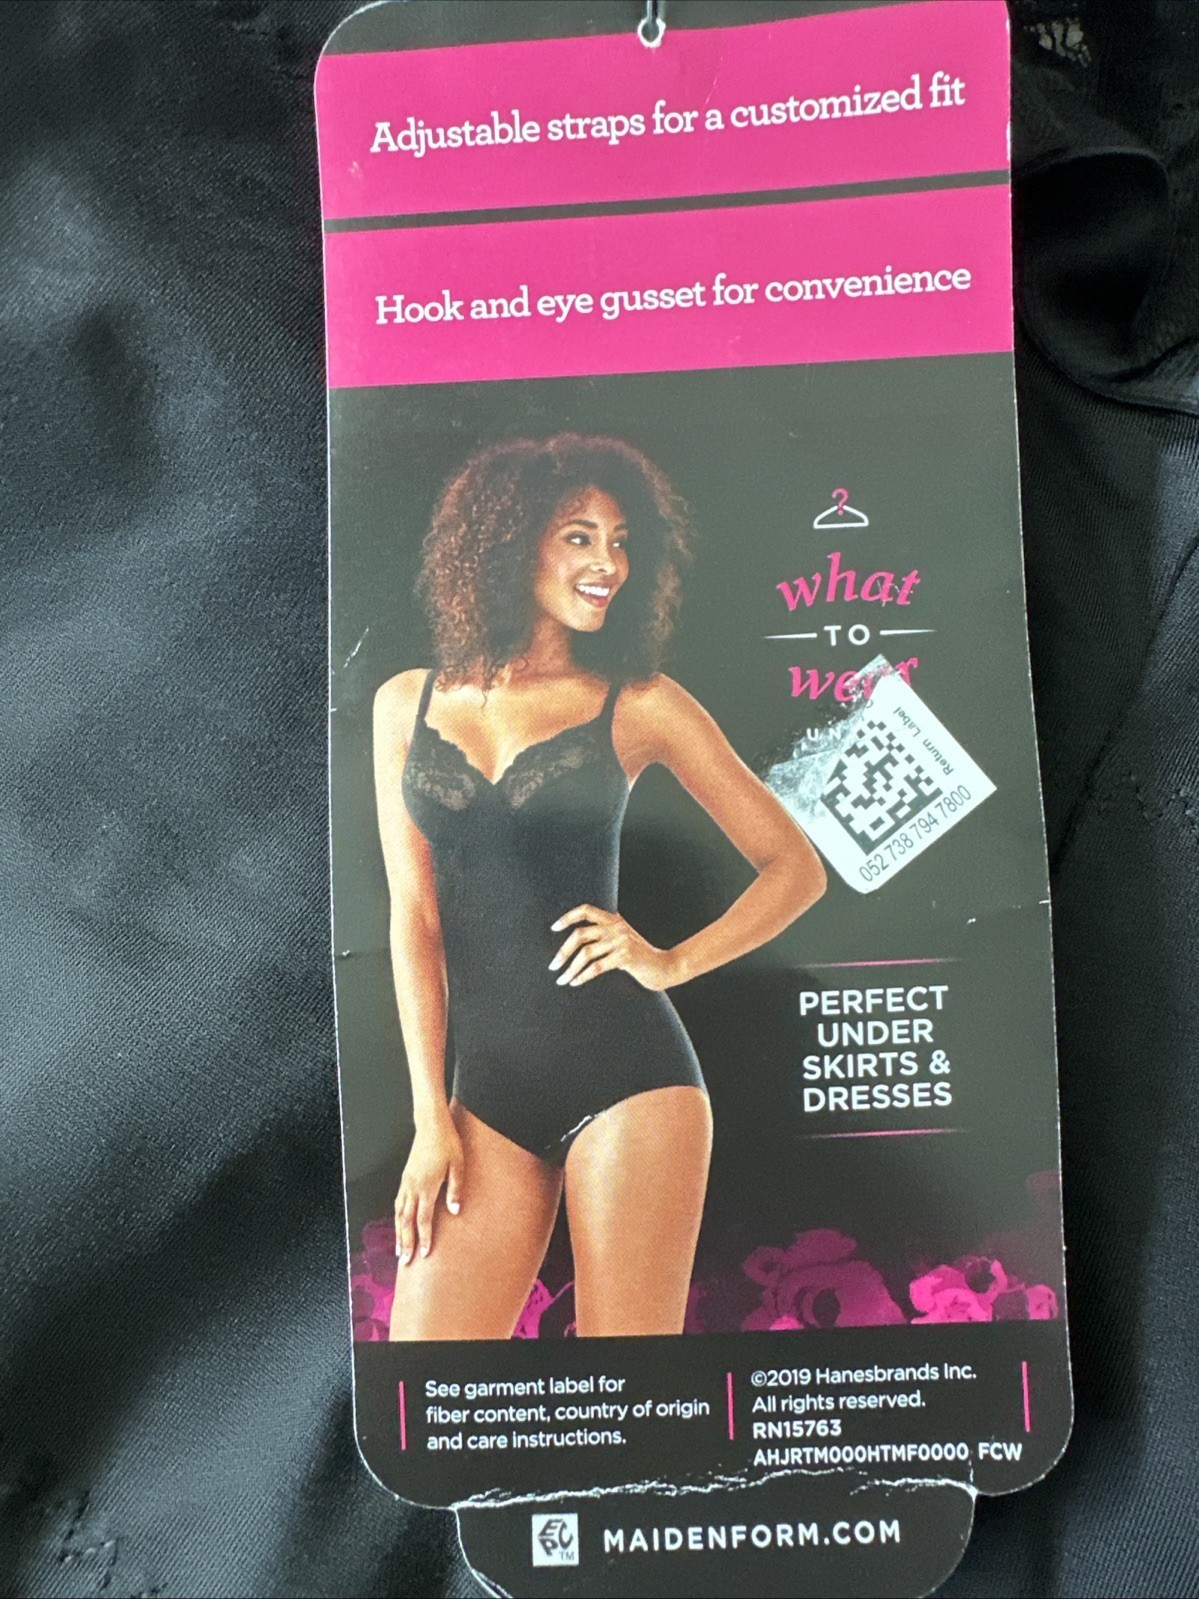 Adjustable straps for a customized fit
Hook and eye gusset for convenience
what
TO
wear
UN
Return Label
052 738 794 7800
PERFECT
UNDER
SKIRTS &
DRESSES
See garment label for
fiber content, country of origin
and care instructions.
©2019 Hanesbrands Inc.
All rights reserved.
RN15763
AHJRTM000HTMF0000 FCW
MAIDENFORM.COM